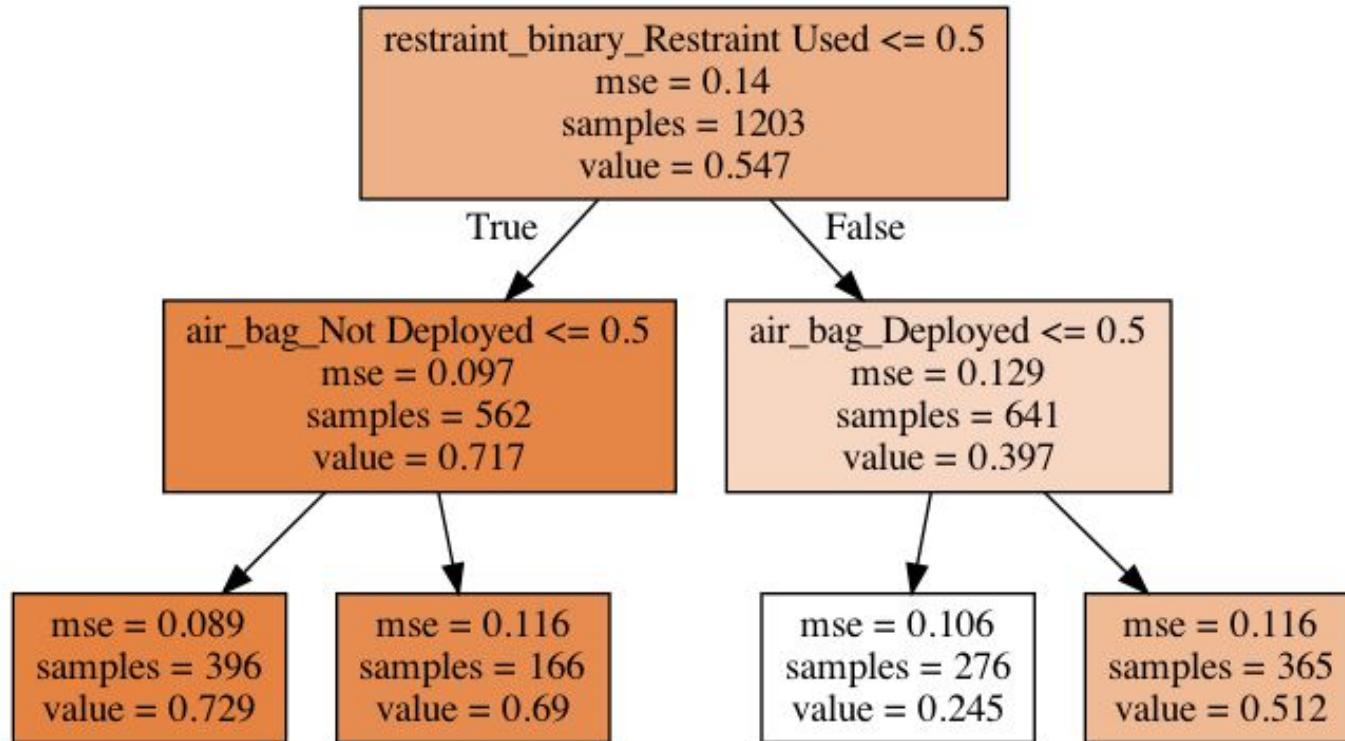 restraint_binary_Restraint Used <= 0.5
mse = 0.14
samples = 1203
value = 0.547
True
False
air_bag_Not Deployed <= 0.5
mse = 0.097
samples = 562
value = 0.717
air_bag_Deployed <= 0.5
mse = 0.129
samples = 641
value = 0.397
mse = 0.089
samples = 396
value = 0.729
mse = 0.116
samples = 166
value = 0.69
mse = 0.106
samples = 276
value = 0.245
mse = 0.116
samples = 365
value = 0.512